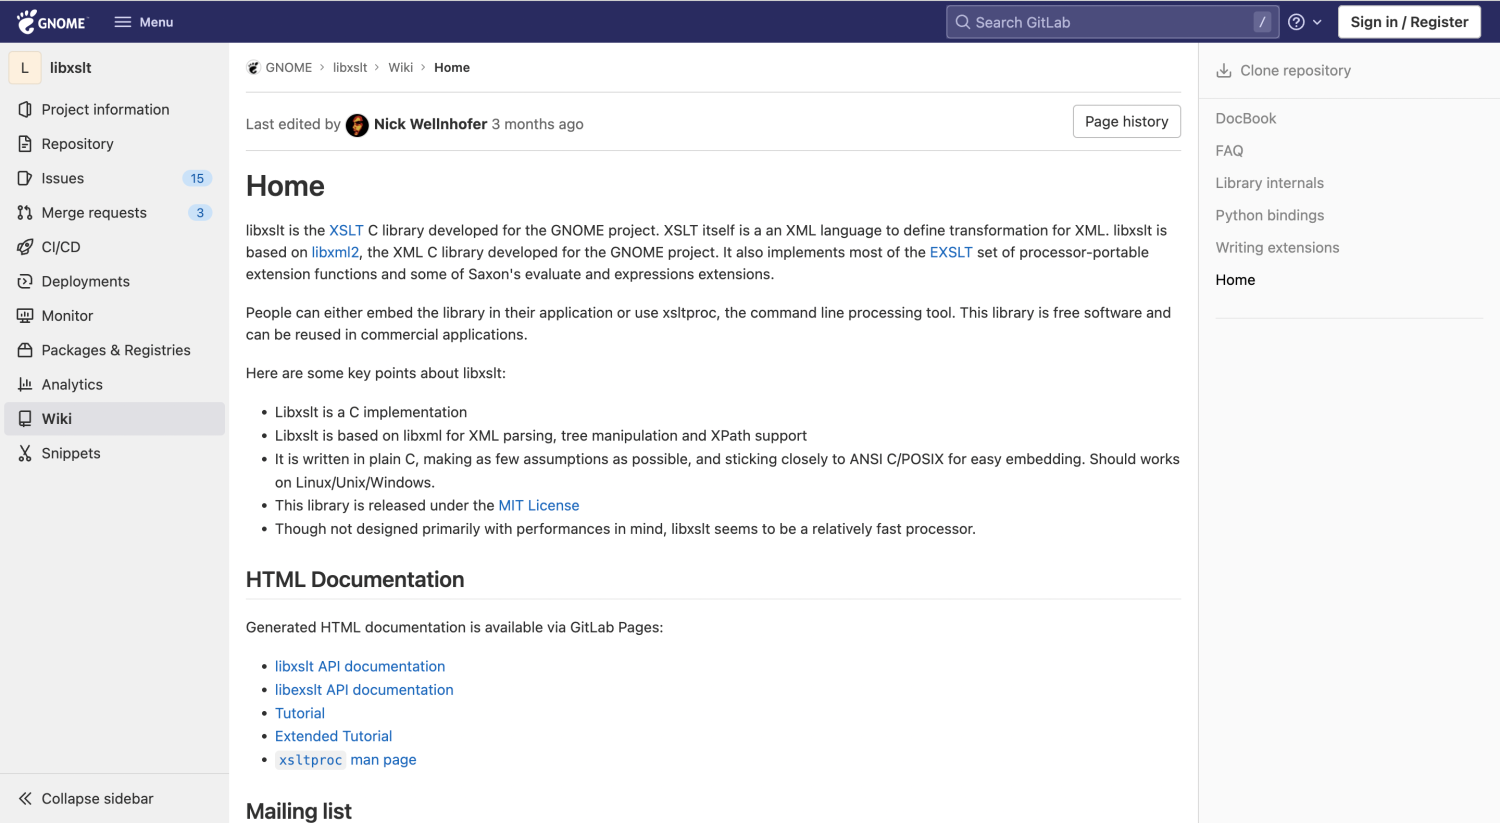 GNOME
Menu
Search GitLab
/
Sign in / Register
L
libxslt
Project information
Repository
Issues
15
Merge requests
3
CI/CD
Deployments
Monitor
Packages & Registries
Analytics
Wiki
Snippets
Collapse sidebar
GNOME › libxslt › Wiki › Home
Last edited by Nick Wellnhofer 3 months ago
Page history
Home
libxslt is the XSLT C library developed for the GNOME project. XSLT itself is a an XML language to define transformation for XML. libxslt is
based on libxml2, the XML C library developed for the GNOME project. It also implements most of the EXSLT set of processor-portable
extension functions and some of Saxon's evaluate and expressions extensions.
People can either embed the library in their application or use xsltproc, the command line processing tool. This library is free software and
can be reused in commercial applications.
Here are some key points about libxslt:
• Libxslt is a C implementation
• Libxslt is based on libxml for XML parsing, tree manipulation and XPath support
• It is written in plain C, making as few assumptions as possible, and sticking closely to ANSI C/POSIX for easy embedding. Should works
on Linux/Unix/Windows.
• This library is released under the MIT License
• Though not designed primarily with performances in mind, libxslt seems to be a relatively fast processor.
HTML Documentation
Generated HTML documentation is available via GitLab Pages:
• libxslt API documentation
• libexslt API documentation
• Tutorial
• Extended Tutorial
• xsltproc man page
Mailing list
Clone repository
DocBook
FAQ
Library internals
Python bindings
Writing extensions
Home